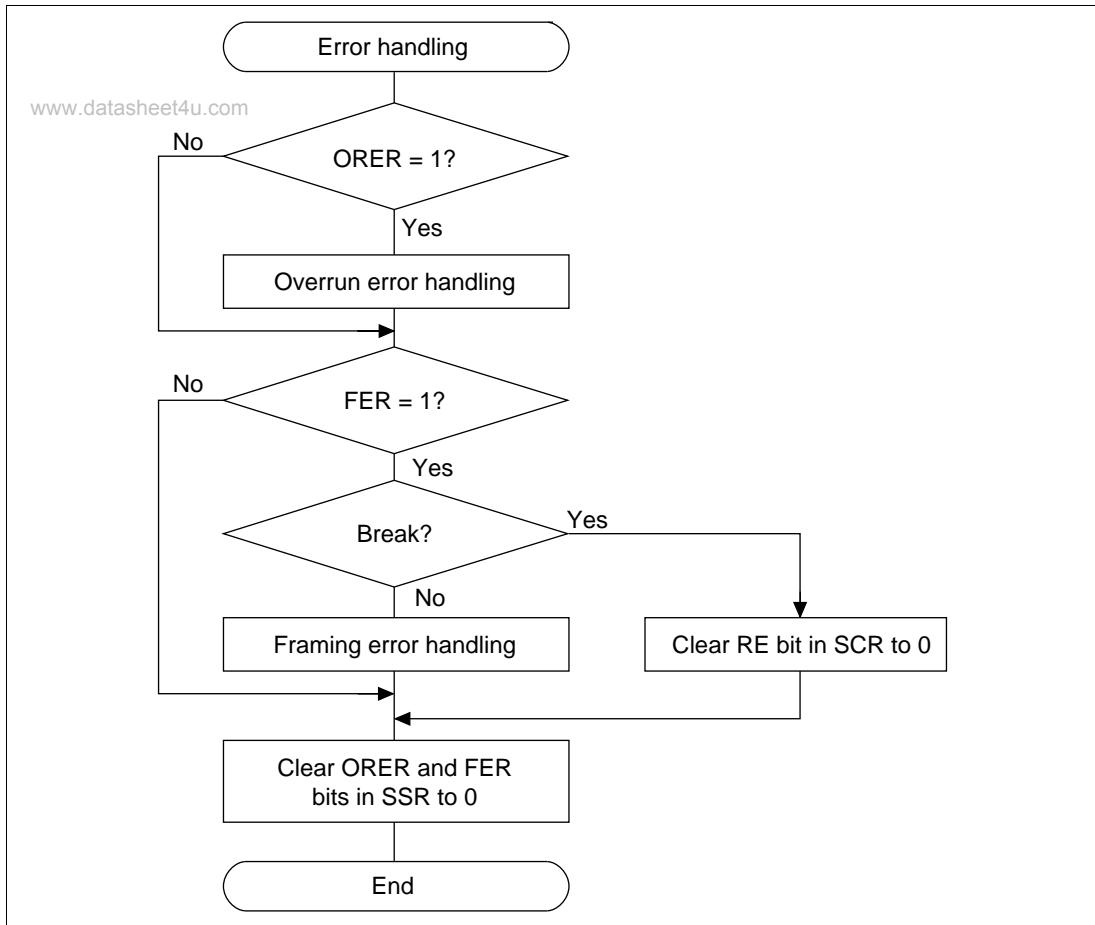 Error handling
www.datasheet4u.com
No
ORER = 1?
Yes
Overrun error handling
No
FER = 1?
Yes
Break?
Yes
No
Framing error handling
Clear RE bit in SCR to 0
Clear ORER and FER
bits in SSR to 0
End